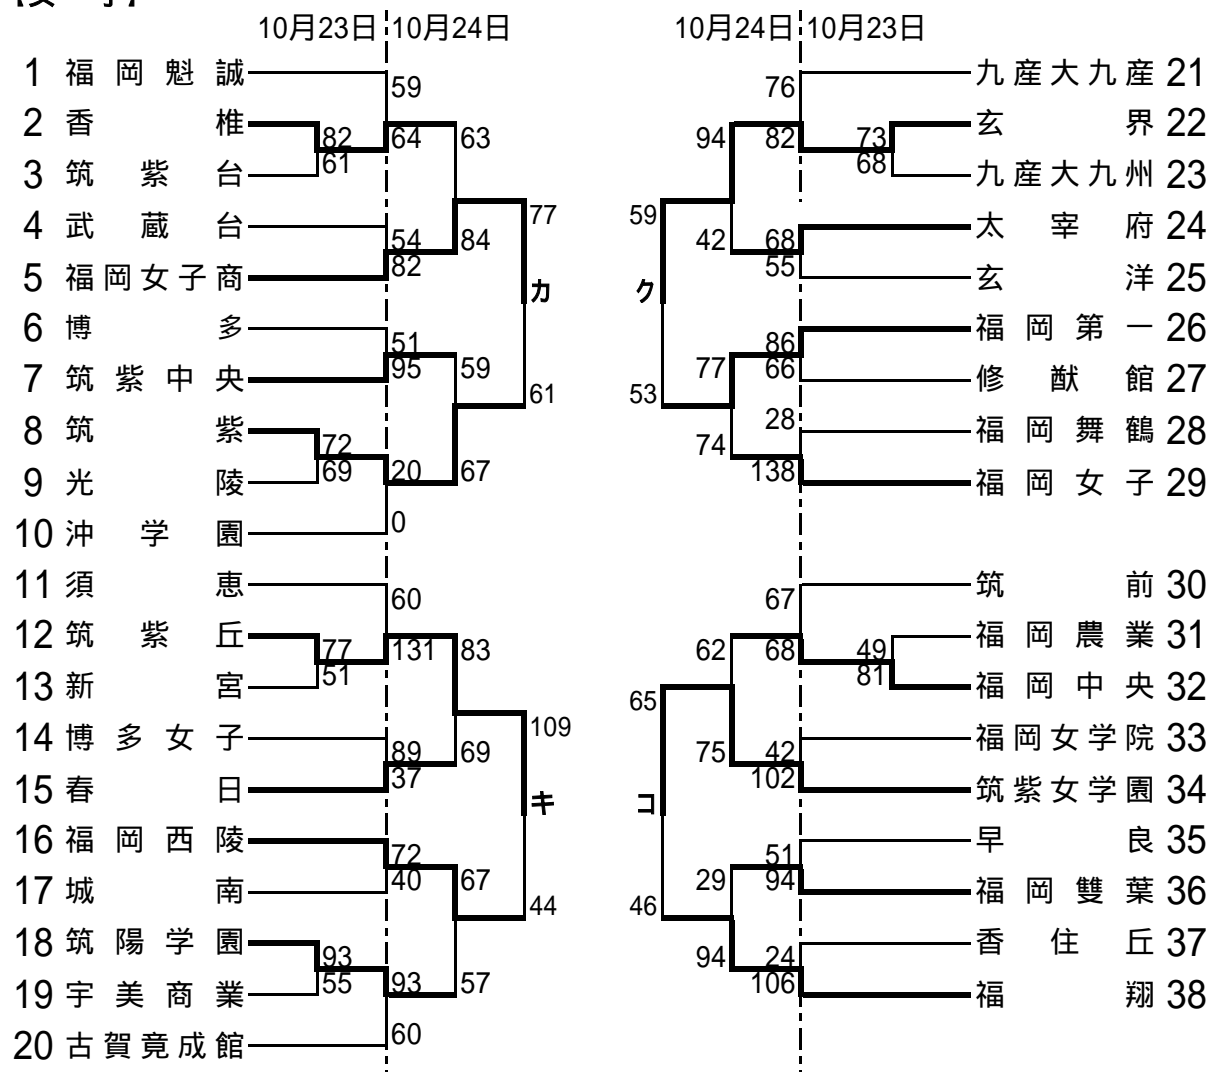 10月23日 10月24日 10月24日 10月23日
1 福岡魁誠 59 76 九産大九産 21
2 香椎 82 64 63 94 82 73 玄界 22
3 筑紫台 61 68 九産大九州 23
77 59
4 武蔵台 54 84 42 68 太宰府 24
5 福岡女子商 82 55 玄洋 25
カ ク
6 博多 51 86 福岡第一 26
7 筑紫中央 95 59 77 66 修猷館 27
61 53
8 筑紫 72 28 福岡舞鶴 28
9 光陵 69 20 67 74 138 福岡女子 29
10 沖学園 0
11 須恵 60 67 筑前 30
12 筑紫丘 77 131 83 62 68 49 福岡農業 31
13 新宮 51 81 福岡中央 32
109 65
14 博多女子 89 69 75 42 福岡女学院 33
15 春日 37 102 筑紫女学園 34
キ コ
16 福岡西陵 72 51 早良 35
17 城南 40 67 29 94 福岡雙葉 36
44 46
18 筑陽学園 93 24 香住丘 37
19 宇美商業 55 93 57 94 106 福翔 38
20 古賀竟成館 60